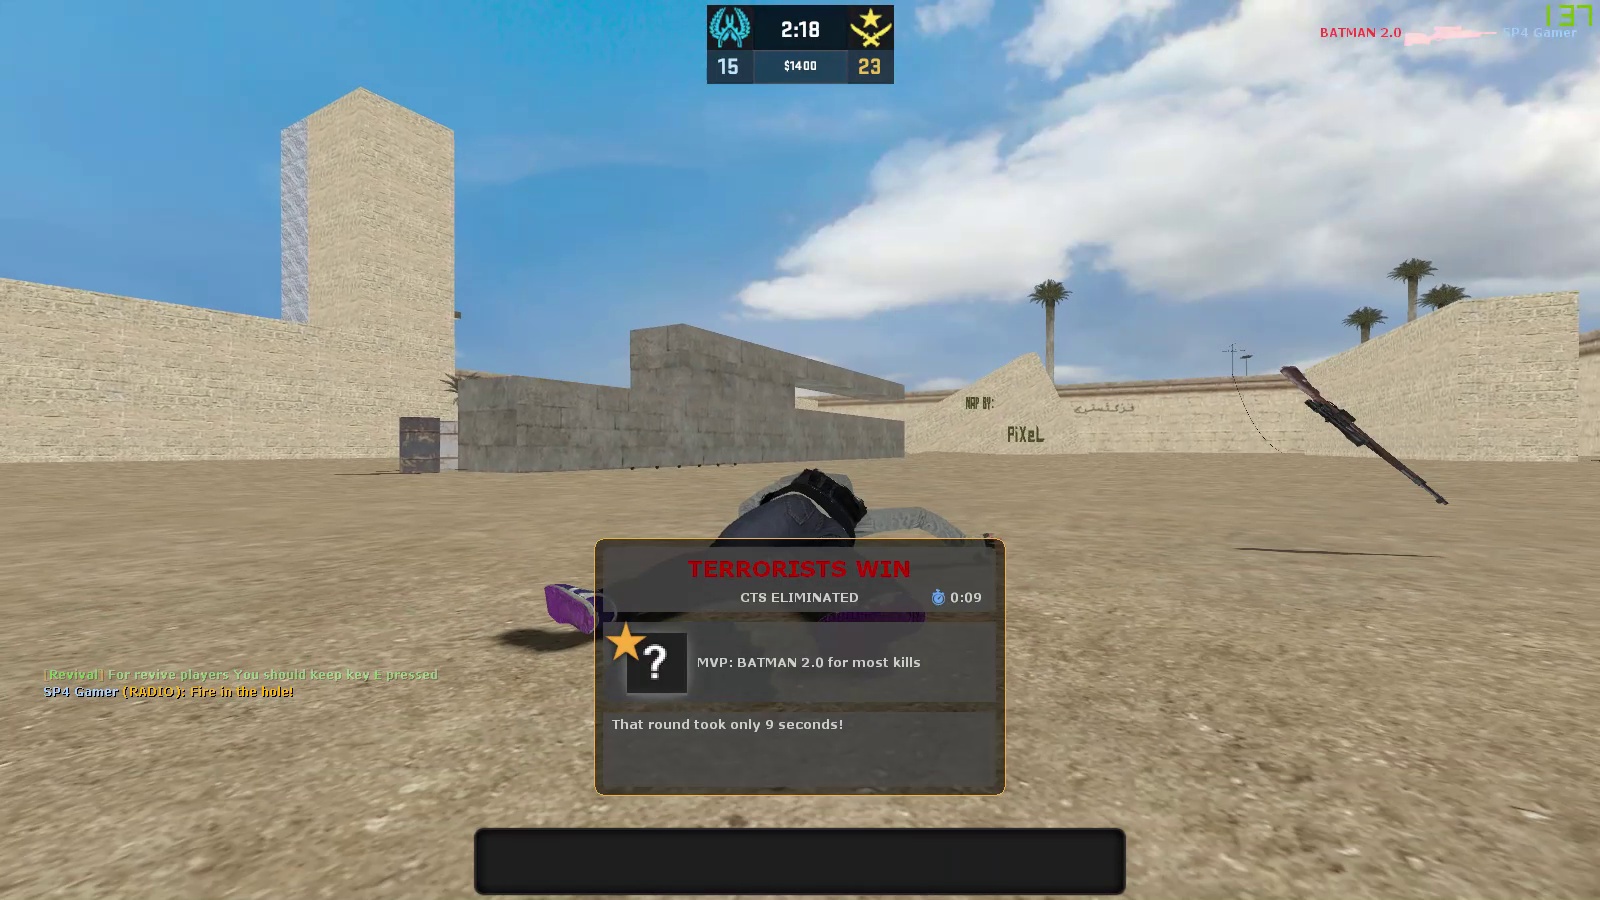 137
2:18
15 $1400 23
BATMAN 2.0 SP4 Gamer
MAP BY:
PiXeL
TERRORISTS WIN
CTS ELIMINATED 0:09
?
MVP: BATMAN 2.0 for most kills
That round took only 9 seconds!
[Revival] For revive players You should keep key E pressed
SP4 Gamer (RADIO): Fire in the hole!